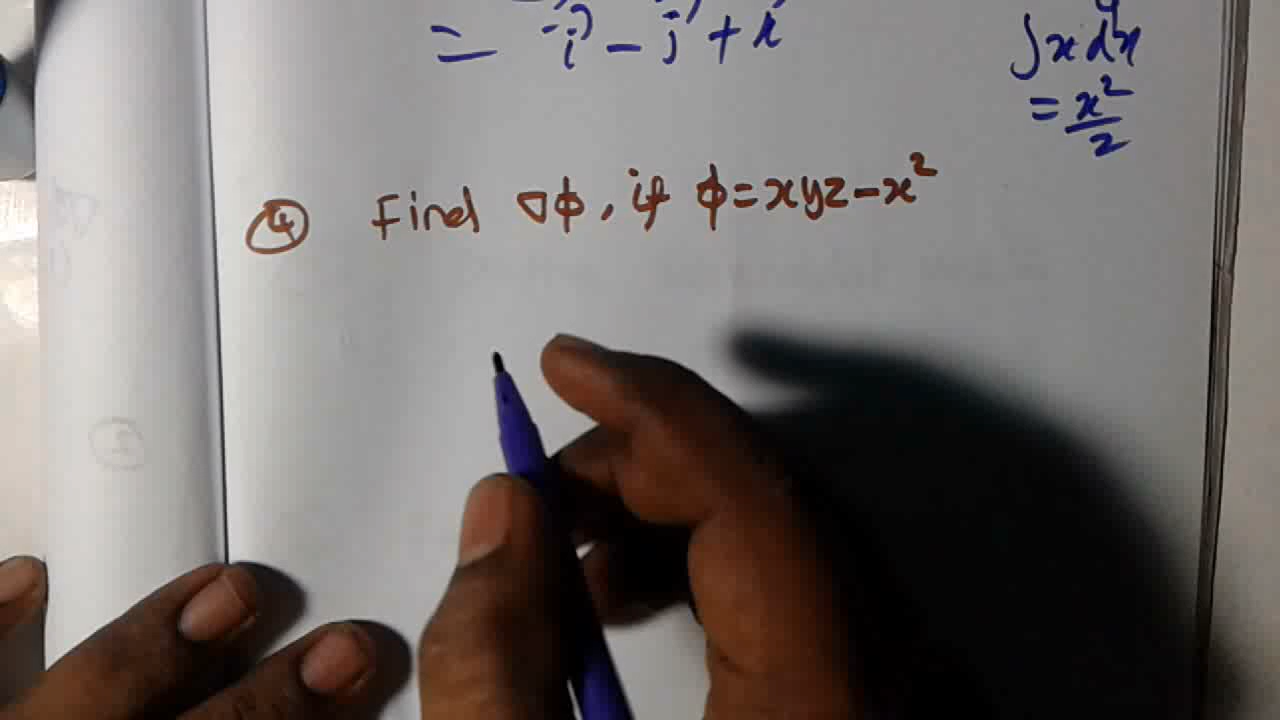 = i - j + k
∫x dx
= x²/2
④ Find ∇ϕ, if ϕ=xyz-x²